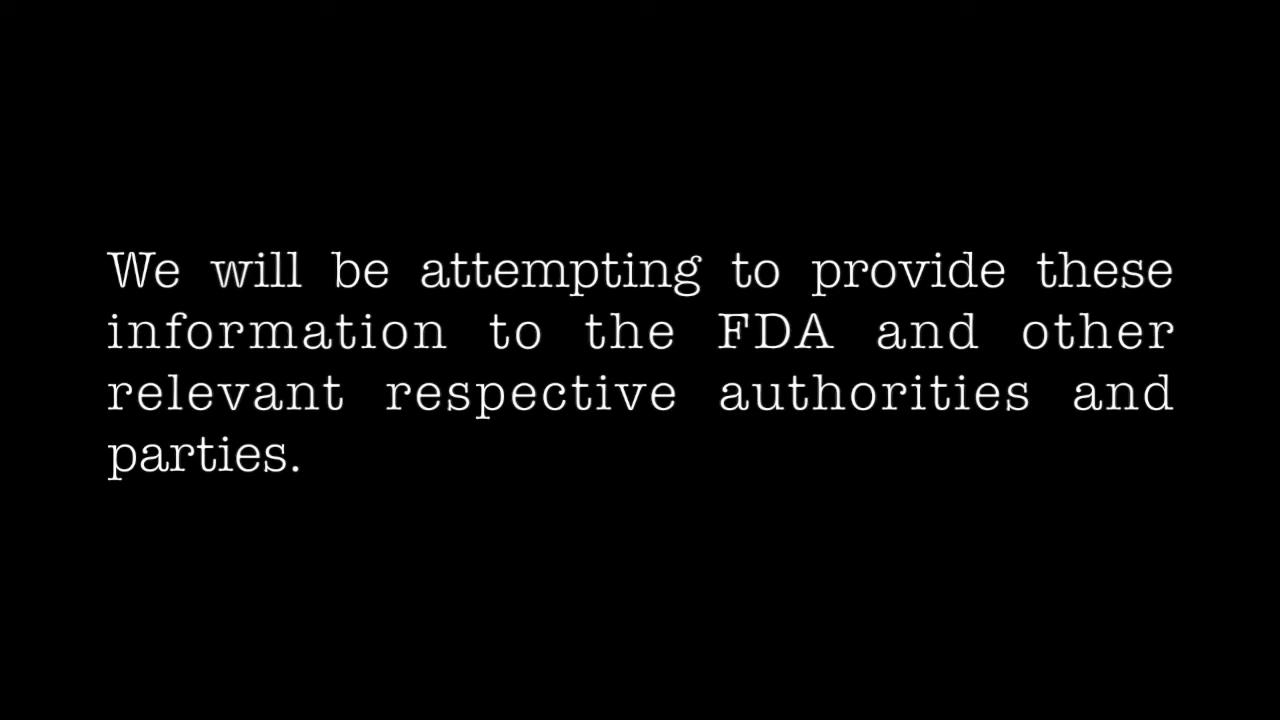 We will be attempting to provide these
information to the FDA and other
relevant respective authorities and
parties.